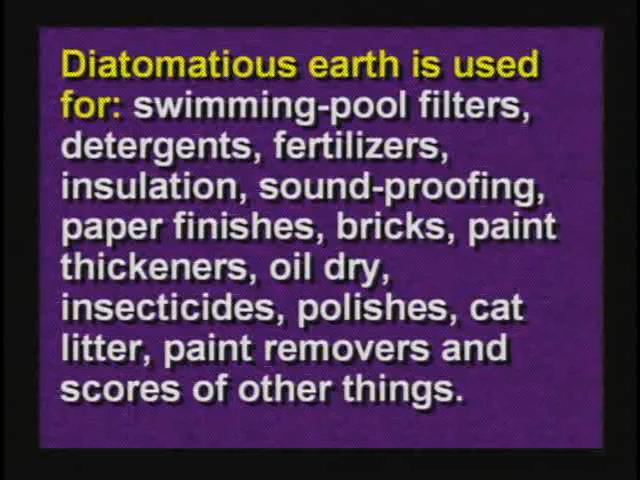 Diatomatious earth is used
for: swimming-pool filters,
detergents, fertilizers,
insulation, sound-proofing,
paper finishes, bricks, paint
thickeners, oil dry,
insecticides, polishes, cat
litter, paint removers and
scores of other things.